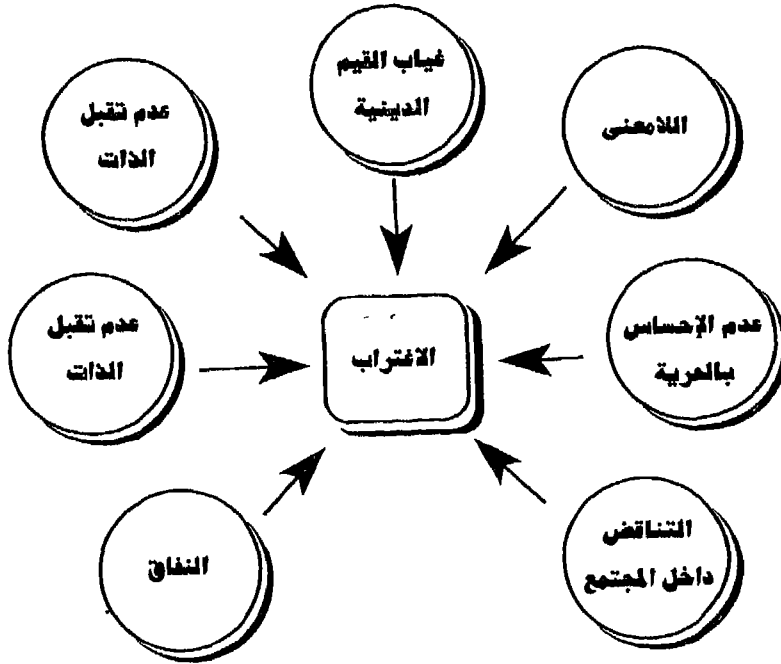 غياب القيم
الدينية
اللامعنى
عدم تقبل
الذات
عدم الإحساس
بالحرية
الاغتراب
عدم تقبل
الذات
التناقض
داخل المجتمع
النفاق